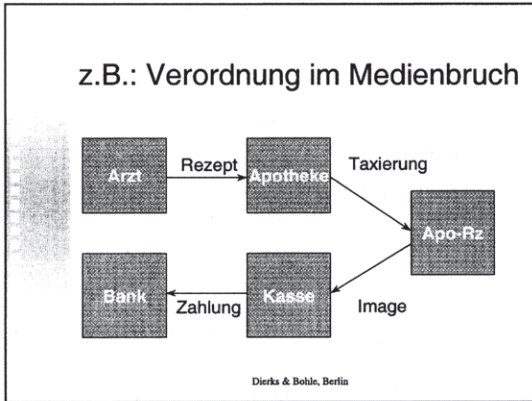 z.B.: Verordnung im Medienbruch
Arzt
Rezept
Apotheke
Taxierung
Apo-Rz
Bank
Zahlung
Kasse
Image
Dierks & Bohle, Berlin